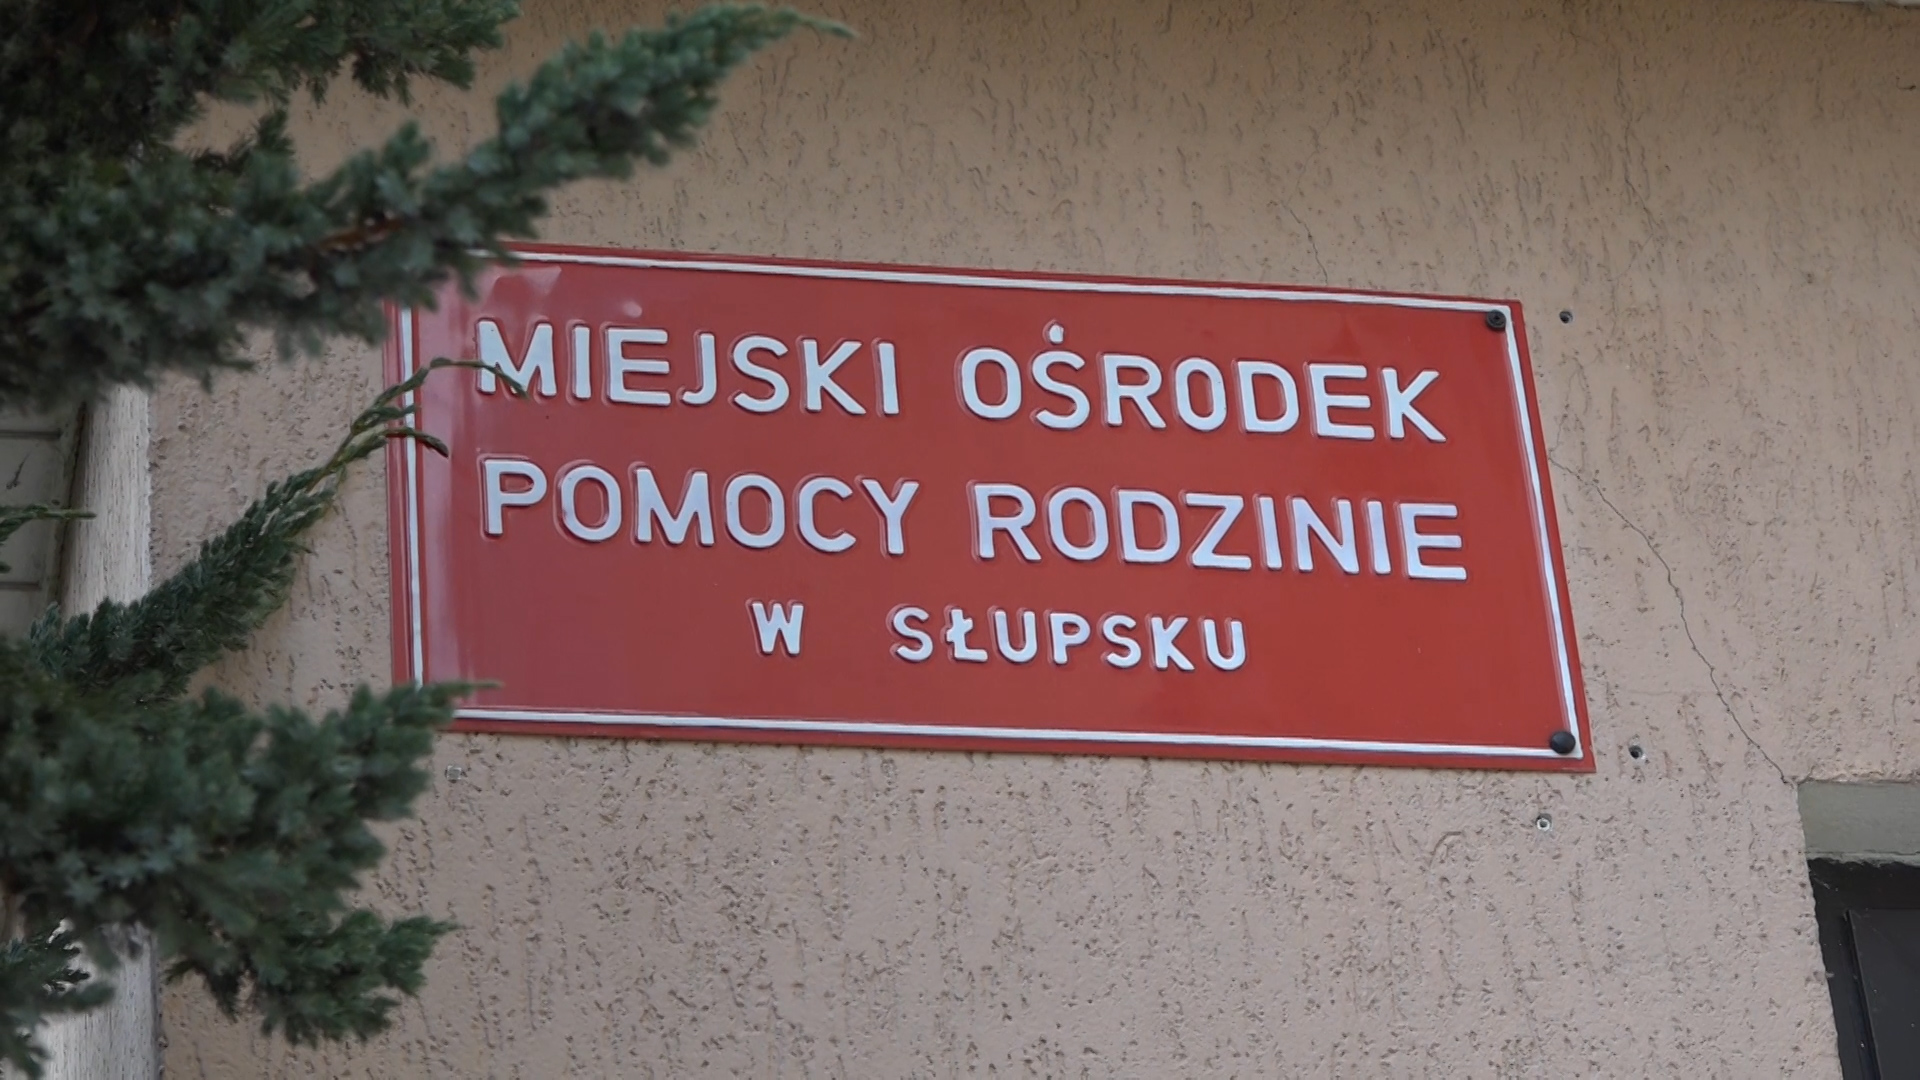 MIEJSKI OŚRODEK
POMOCY RODZINIE
W SŁUPSKU